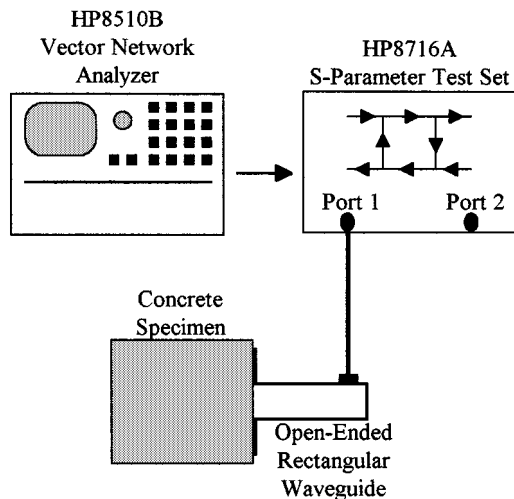 HP8510B
Vector Network
Analyzer
HP8716A
S-Parameter Test Set
Port 1
Port 2
Concrete
Specimen
Open-Ended
Rectangular
Waveguide